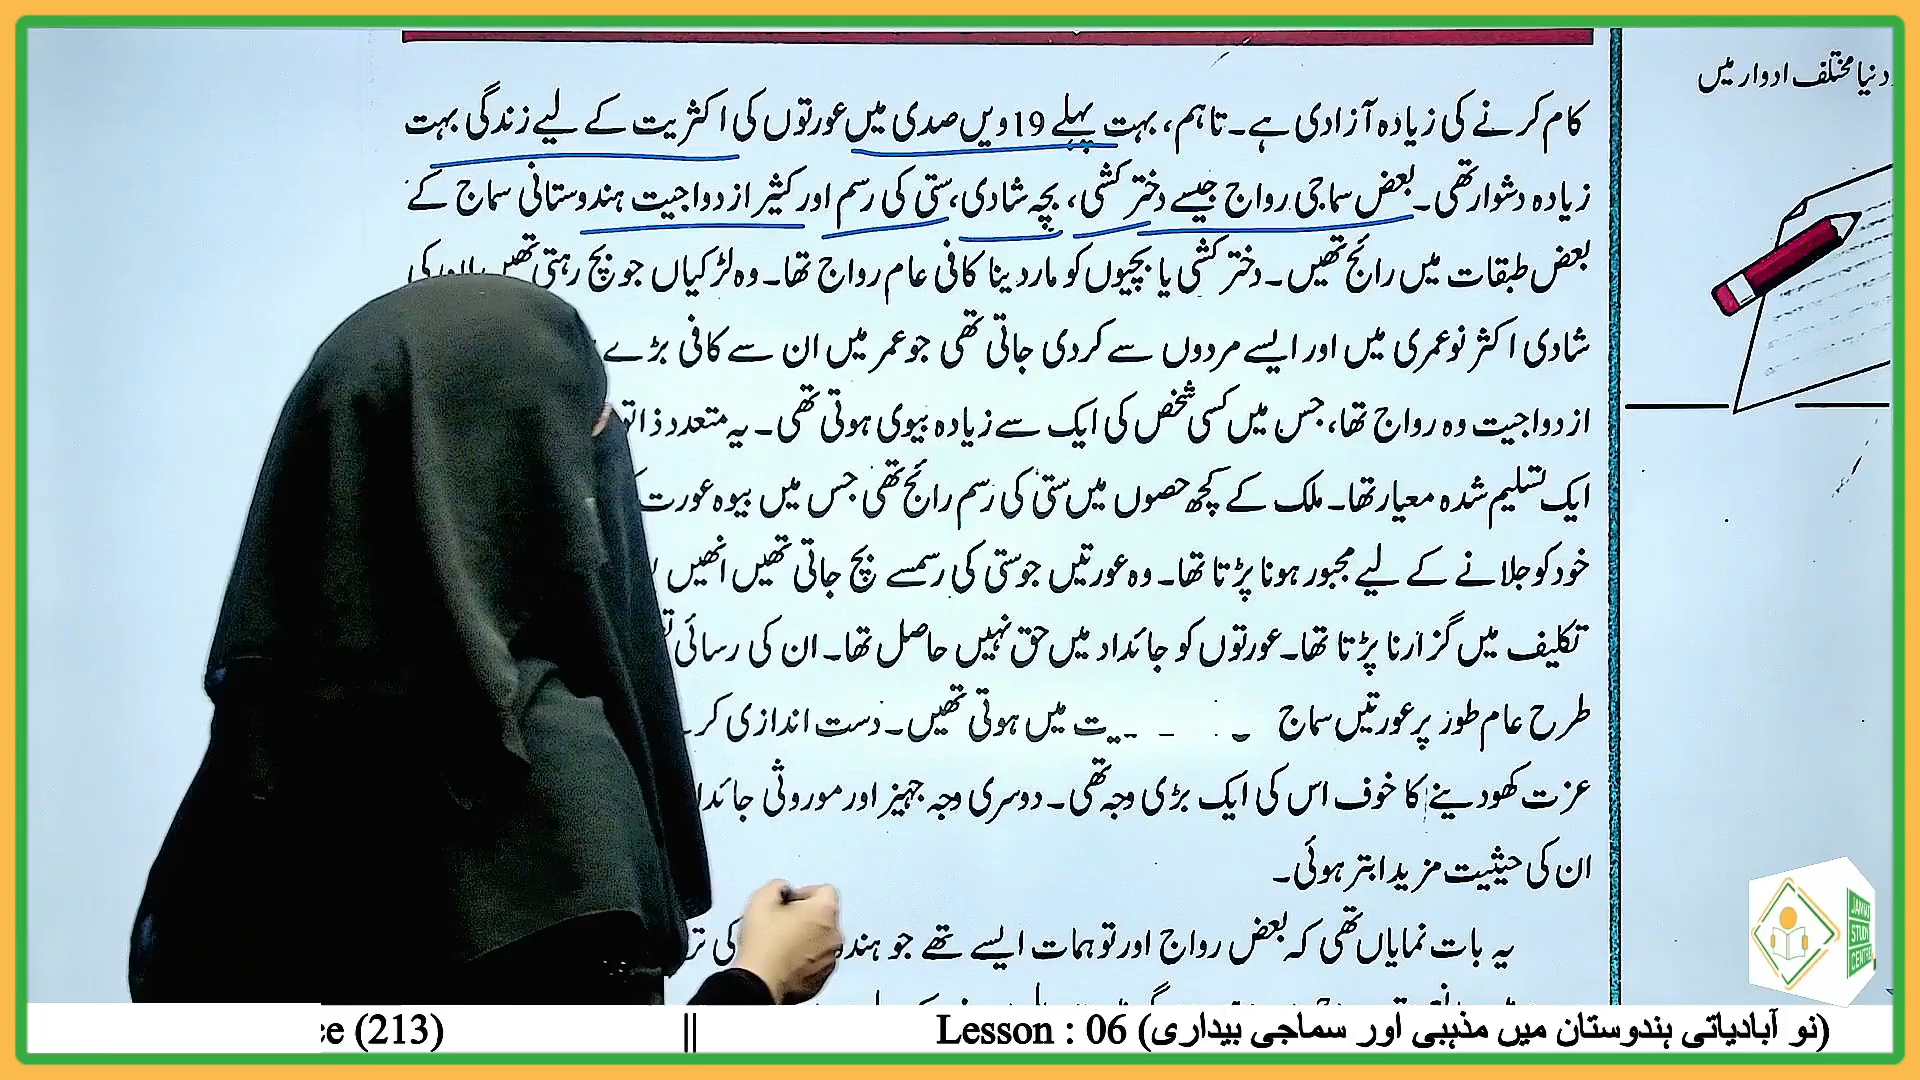 دنیا مختلف ادوار میں
کام کرنے کی زیادہ آزادی ہے۔ تاہم، بہت پہلے 19ویں صدی میں عورتوں کی اکثریت کے لیے زندگی بہت
زیادہ دشوار تھی۔ بعض سماجی رواج جیسے دختر کشی، بچہ شادی، ستی کی رسم اور کثیر ازدواجیت ہندوستانی سماج کے
بعض طبقات میں رائج تھیں۔ دختر کشی یا بچیوں کو مار دینا کافی عام رواج تھا۔ وہ لڑکیاں جو بچ رہتی تھیں
شادی اکثر نوعمری میں اور ایسے مردوں سے کردی جاتی تھی جو عمر میں ان سے کافی بڑے
ازدواجیت وہ رواج تھا، جس میں کسی شخص کی ایک سے زیادہ بیوی ہوتی تھی۔ یہ متعدد
ایک تسلیم شدہ معیار تھا۔ ملک کے کچھ حصوں میں ستی کی رسم رائج تھی جس میں بیوہ عورت
خود کو جلانے کے لیے مجبور ہونا پڑتا تھا۔ وہ عورتیں جو ستی کی رسمسے بچ جاتی تھیں انھیں
تکلیف میں گزارنا پڑتا تھا۔ عورتوں کو جائداد میں حق نہیں حاصل تھا۔ ان کی رسائی
طرح عام طور پر عورتیں سماج میں ہوتی تھیں۔ دست اندازی
عزت کھودینے کا خوف اس کی ایک بڑی وجہ تھی۔ دوسری وجہ جہیز اور موروثی
ان کی حیثیت مزید ابتر ہوئی۔
یہ بات نمایاں تھی کہ بعض رواج اور توہمات ایسے تھے جو کی
JAMIAT STUDY CENTRE
(213) || Lesson : 06 (نو آبادیاتی ہندوستان میں مذہبی اور سماجی بیداری)